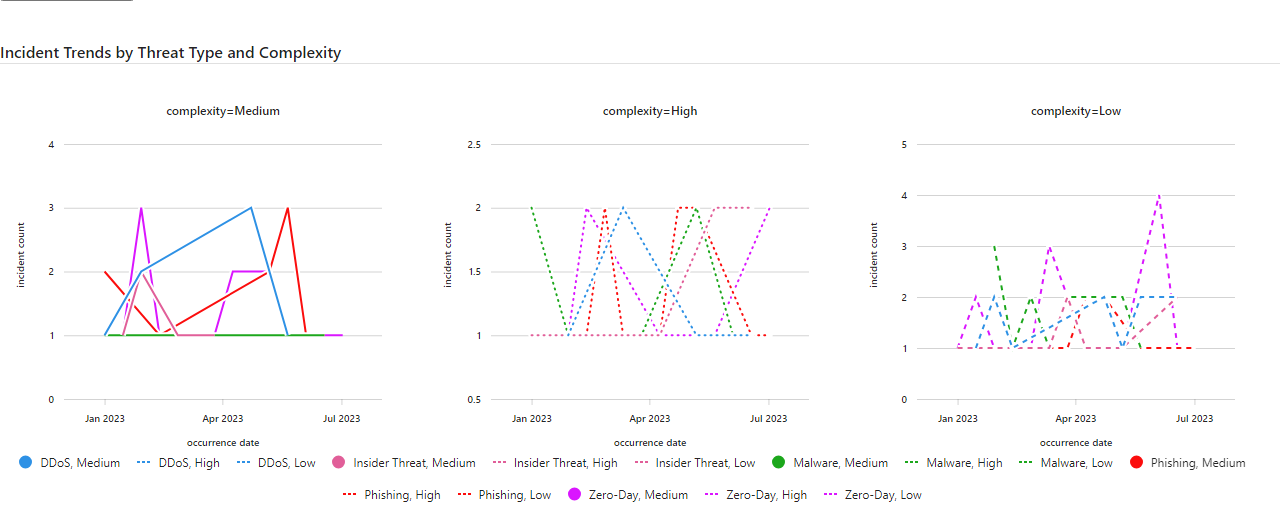 Incident Trends by Threat Type and Complexity
complexity=Medium
4
3
2
1
0
incident count
Jan 2023 Apr 2023 Jul 2023
occurrence date
complexity=High
2.5
2
1.5
1
0.5
incident count
Jan 2023 Apr 2023 Jul 2023
occurrence date
complexity=Low
5
4
3
2
1
0
incident count
Jan 2023 Apr 2023 Jul 2023
occurrence date
DDoS, Medium DDoS, High DDoS, Low Insider Threat, Medium Insider Threat, High Insider Threat, Low Malware, Medium Malware, High Malware, Low Phishing, Medium
Phishing, High Phishing, Low Zero-Day, Medium Zero-Day, High Zero-Day, Low